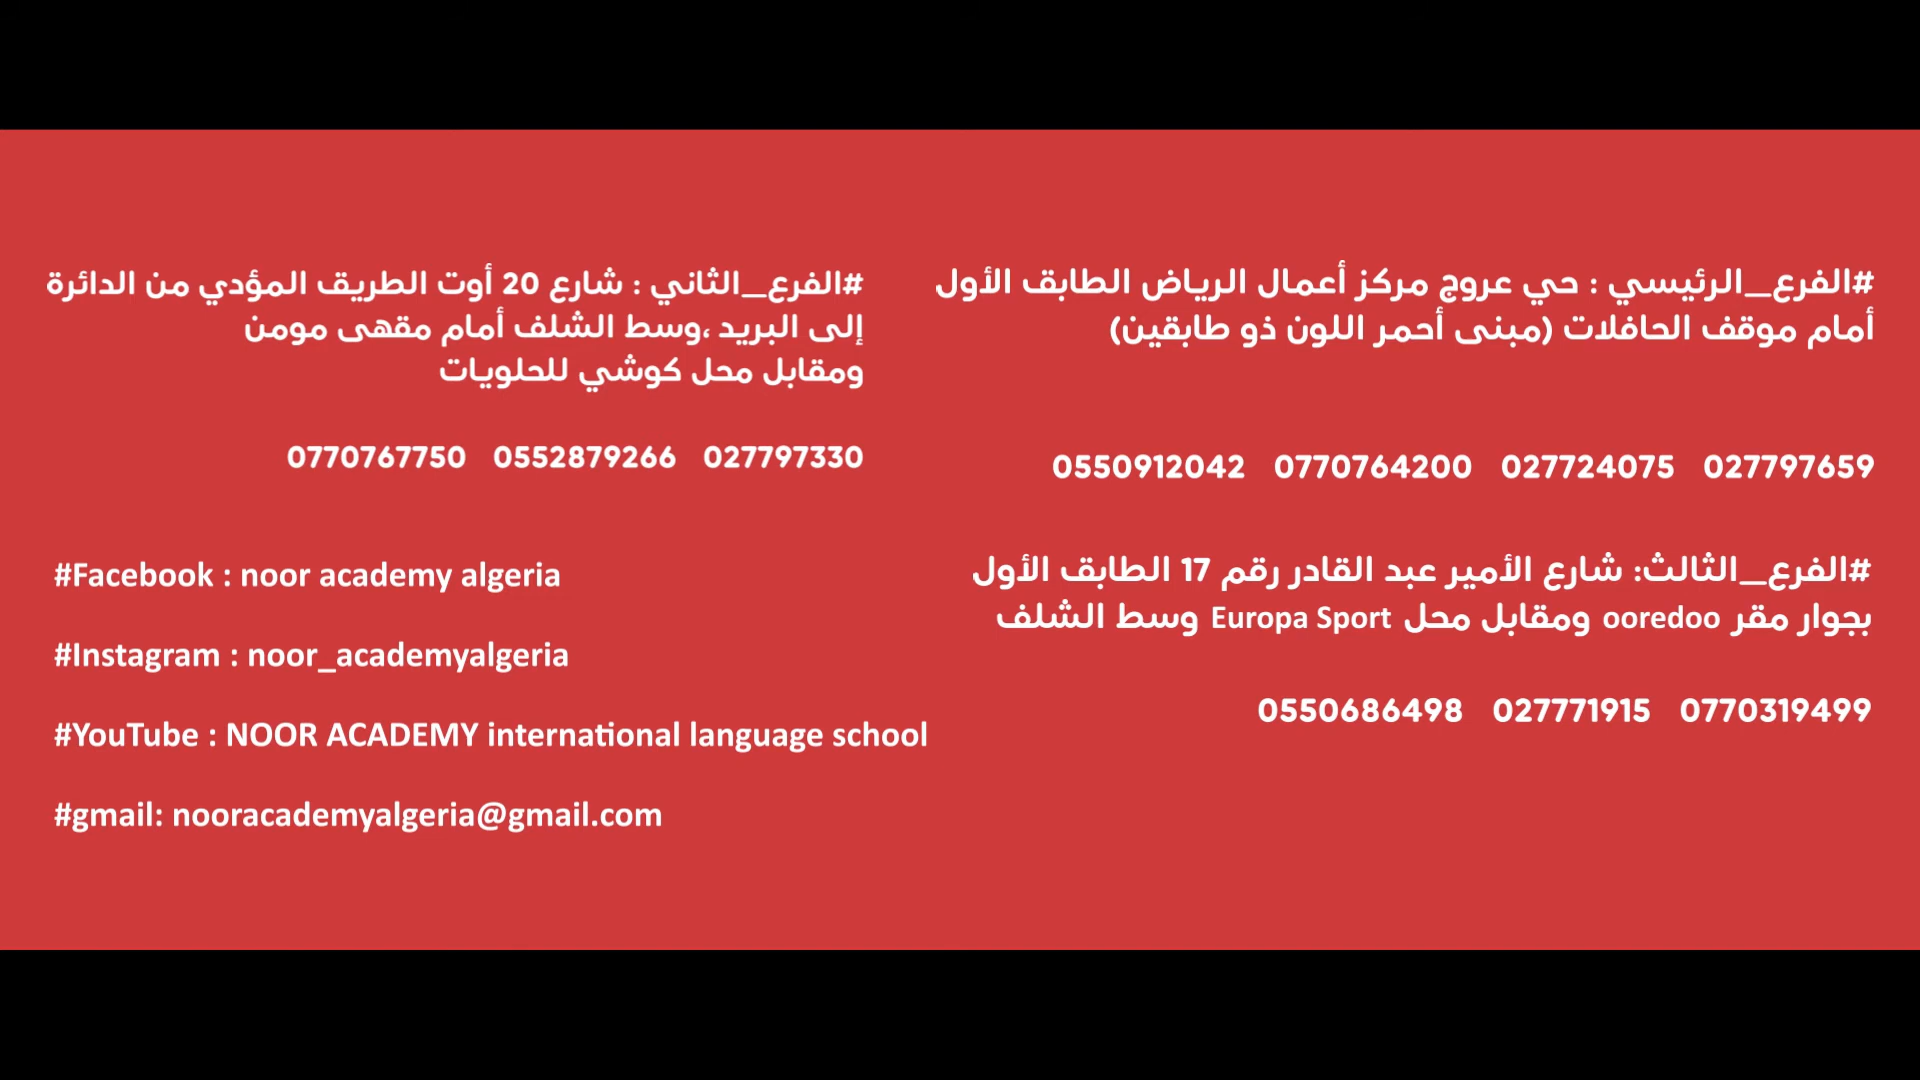 #الفرع_الرئيسي : حي عروج مركز أعمال الرياض الطابق الأول
أمام موقف الحافلات (مبنى أحمر اللون ذو طابقين)
0550912042 0770764200 027724075 027797659
#الفرع_الثاني : شارع 20 أوت الطريق المؤدي من الدائرة
إلى البريد ،وسط الشلف أمام مقهى مومن
ومقابل محل كوشي للحلويات
0770767750 0552879266 027797330
#الفرع_الثالث: شارع الأمير عبد القادر رقم 17 الطابق الأول
بجوار مقر ooredoo ومقابل محل Europa Sport وسط الشلف
0550686498 027771915 0770319499
#Facebook : noor academy algeria
#Instagram : noor_academyalgeria
#YouTube : NOOR ACADEMY international language school
#gmail: nooracademyalgeria@gmail.com